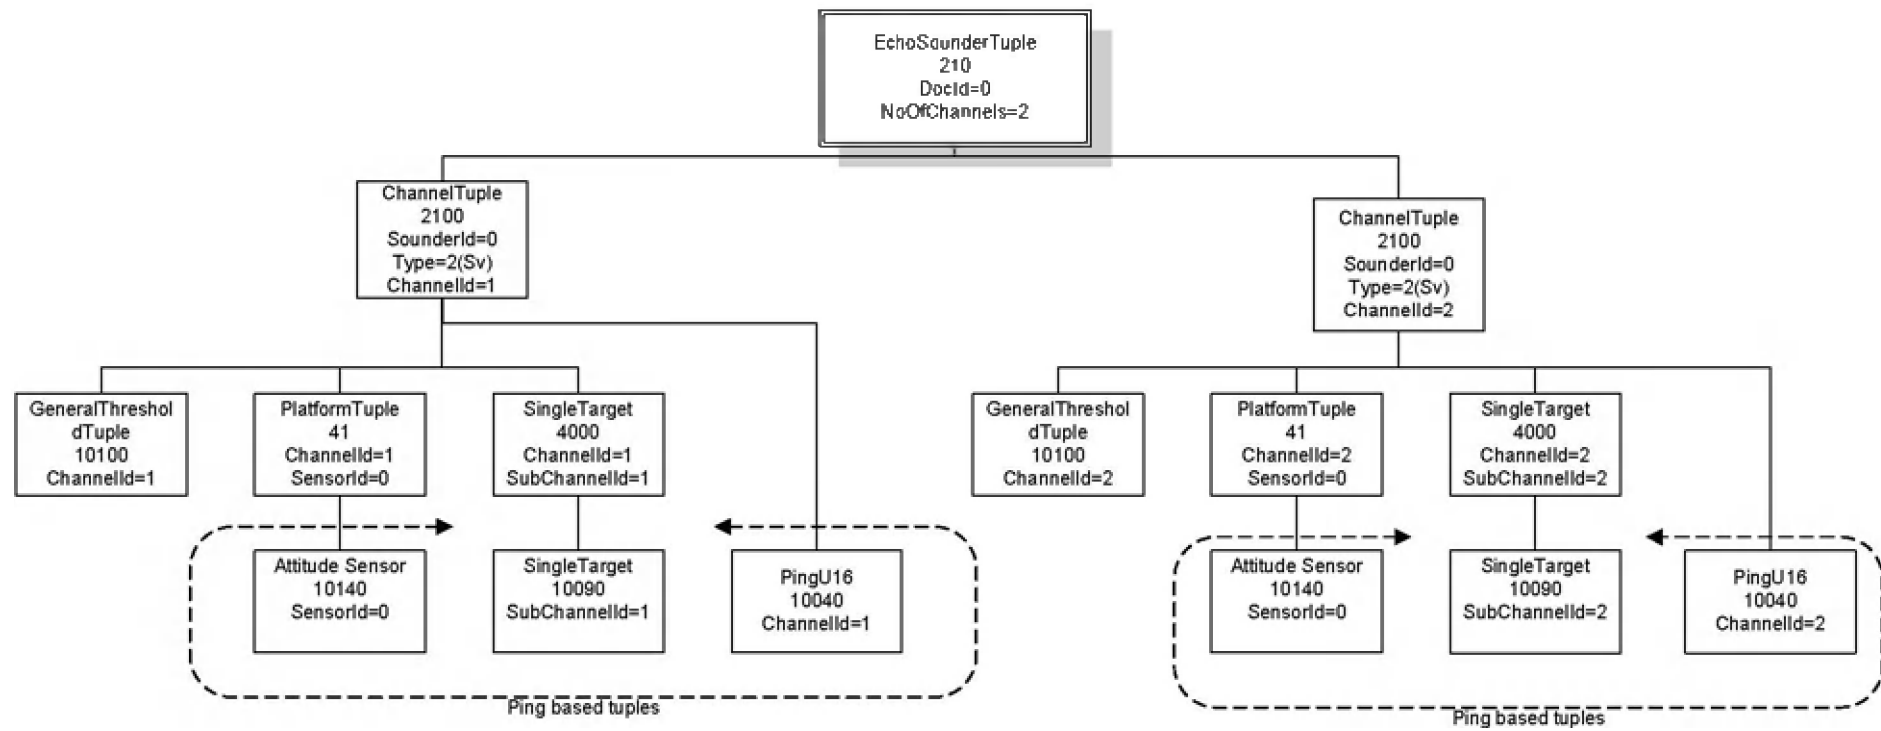 EchoSounderTuple
210
DocId=0
NoOfChannels=2
ChannelTuple
2100
SounderId=0
Type=2(Sv)
ChannelId=1
ChannelTuple
2100
SounderId=0
Type=2(Sv)
ChannelId=2
GeneralThreshol
dTuple
10100
ChannelId=1
PlatformTuple
41
ChannelId=1
SensorId=0
SingleTarget
4000
ChannelId=1
SubChannelId=1
GeneralThreshol
dTuple
10100
ChannelId=2
PlatformTuple
41
ChannelId=2
SensorId=0
SingleTarget
4000
ChannelId=2
SubChannelId=2
Attitude Sensor
10140
SensorId=0
SingleTarget
10090
SubChannelId=1
PingU16
10040
ChannelId=1
Attitude Sensor
10140
SensorId=0
SingleTarget
10090
SubChannelId=2
PingU16
10040
ChannelId=2
Ping based tuples
Ping based tuples